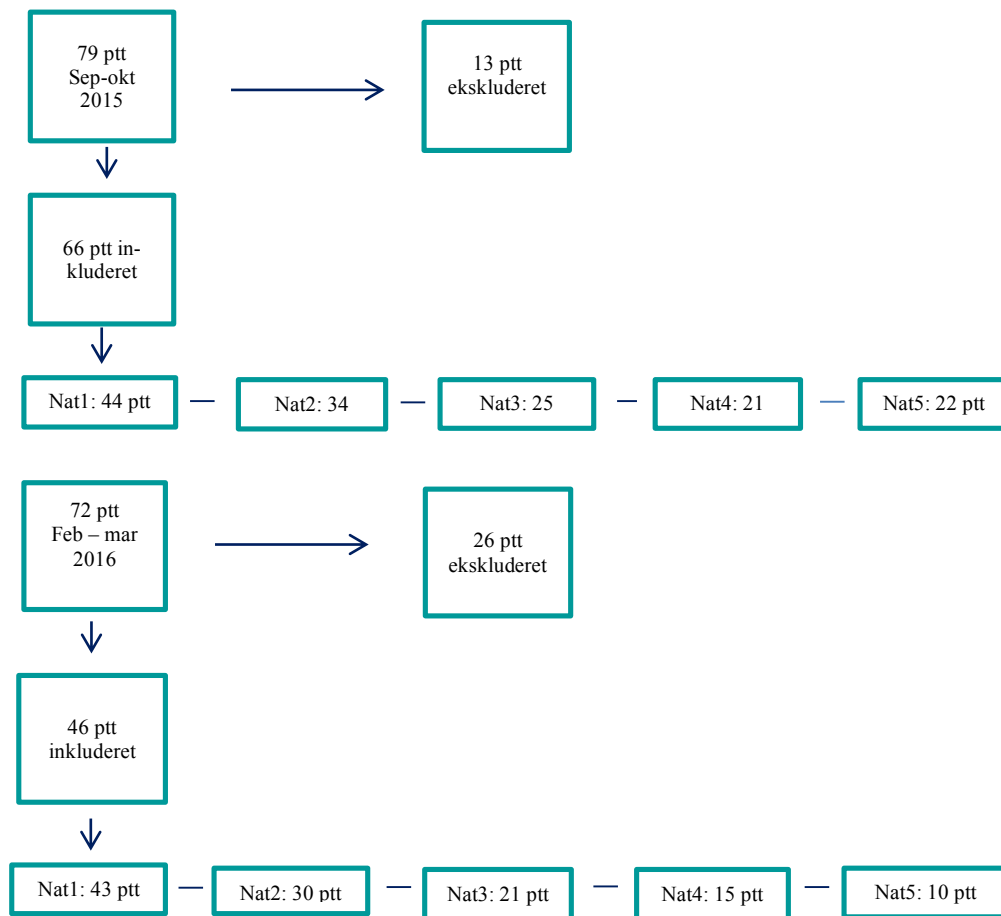 79 ptt
Sep-okt
2015
13 ptt
ekskluderet
66 ptt in-
kluderet
Nat1: 44 ptt
Nat2: 34
Nat3: 25
Nat4: 21
Nat5: 22 ptt
72 ptt
Feb – mar
2016
26 ptt
ekskluderet
46 ptt
inkluderet
Nat1: 43 ptt
Nat2: 30 ptt
Nat3: 21 ptt
Nat4: 15 ptt
Nat5: 10 ptt